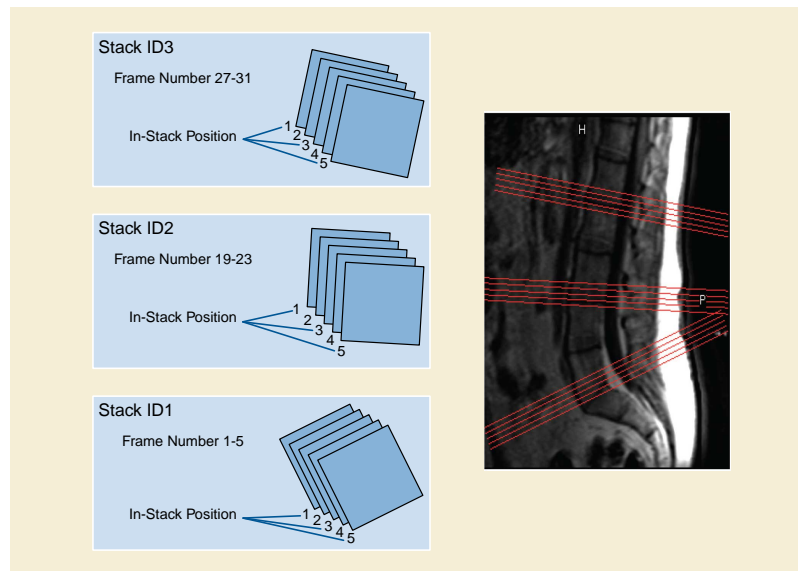 Stack ID3
Frame Number 27-31
In-Stack Position
1
2
3
4
5
Stack ID2
Frame Number 19-23
In-Stack Position
1
2
3
4
5
Stack ID1
Frame Number 1-5
In-Stack Position
1
2
3
4
5
H
P